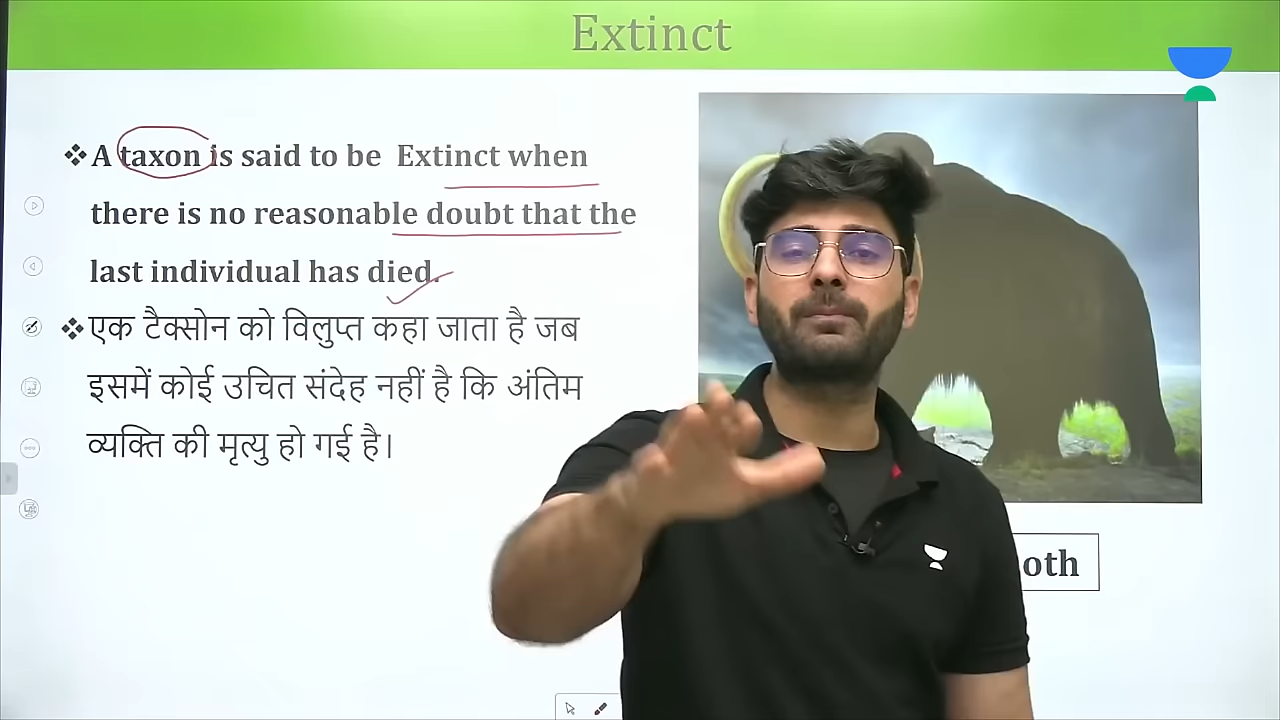 Extinct
❖A taxon is said to be Extinct when
there is no reasonable doubt that the
last individual has died.
❖एक टैक्सोन को विलुप्त कहा जाता है जब
इसमें कोई उचित संदेह नहीं है कि अंतिम
व्यक्ति की मृत्यु हो गई है।
oth